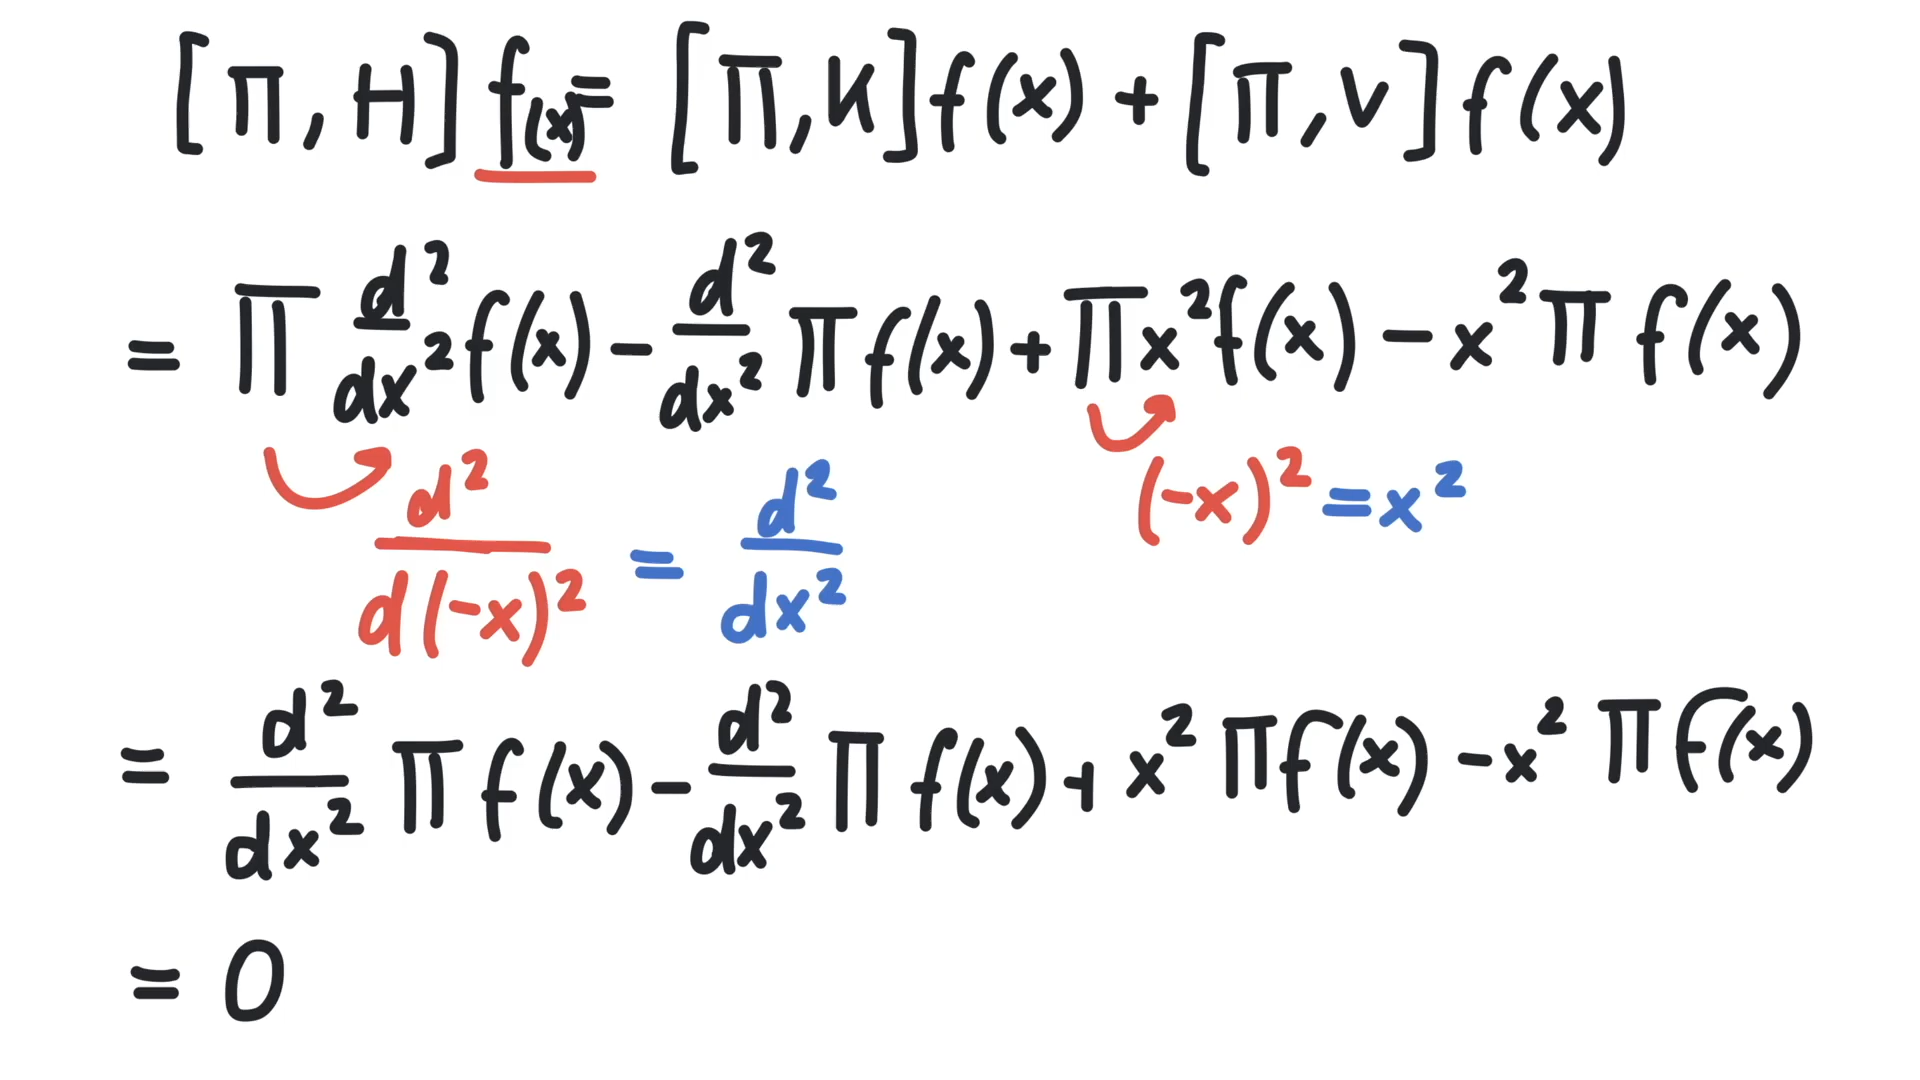 [Π, H] f(x) = [Π, K] f(x) + [Π, V] f(x)
= Π d²/dx² f(x) - d²/dx² Π f(x) + Π x² f(x) - x² Π f(x)
d²/d(-x)² = d²/dx²
(-x)² = x²
= d²/dx² Π f(x) - d²/dx² Π f(x) + x² Π f(x) - x² Π f(x)
= 0